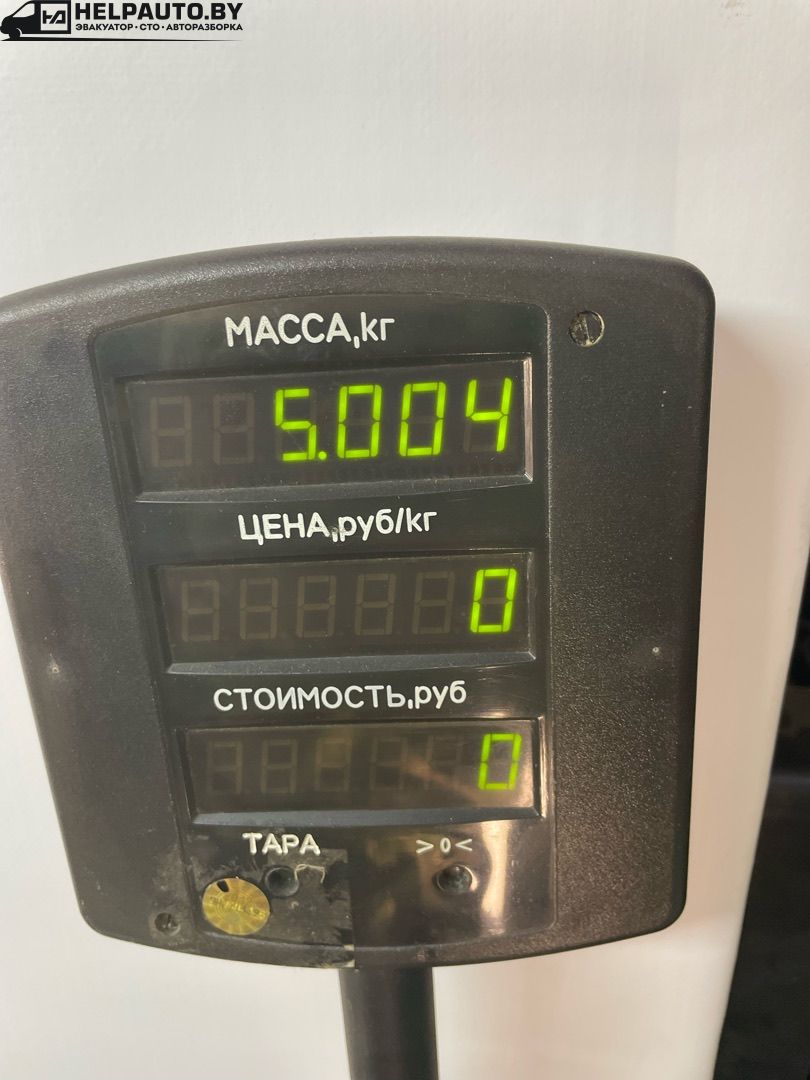 HELPAUTO.BY
ЭВАКУАТОР • СТО • АВТОРАЗБОРКА
МАССА,кг
5.004
ЦЕНА,руб/кг
0
СТОИМОСТЬ,руб
0
ТАРА >0<